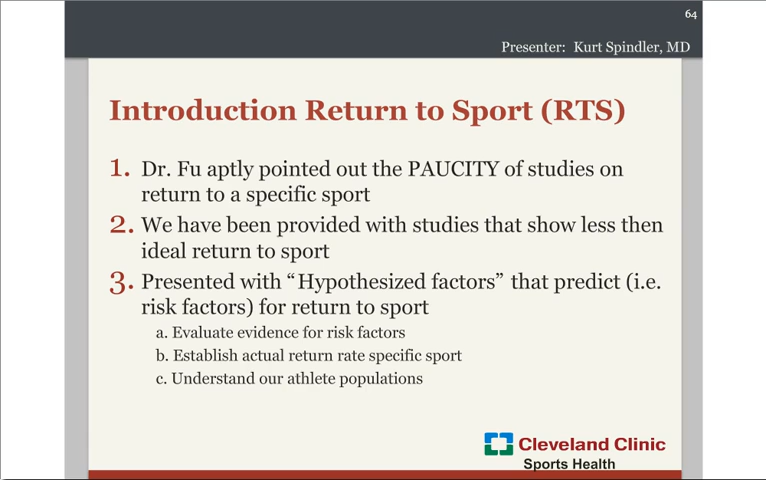 64
Presenter: Kurt Spindler, MD
Introduction Return to Sport (RTS)
1. Dr. Fu aptly pointed out the PAUCITY of studies on
return to a specific sport
2. We have been provided with studies that show less then
ideal return to sport
3. Presented with “Hypothesized factors” that predict (i.e.
risk factors) for return to sport
a. Evaluate evidence for risk factors
b. Establish actual return rate specific sport
c. Understand our athlete populations
Cleveland Clinic
Sports Health